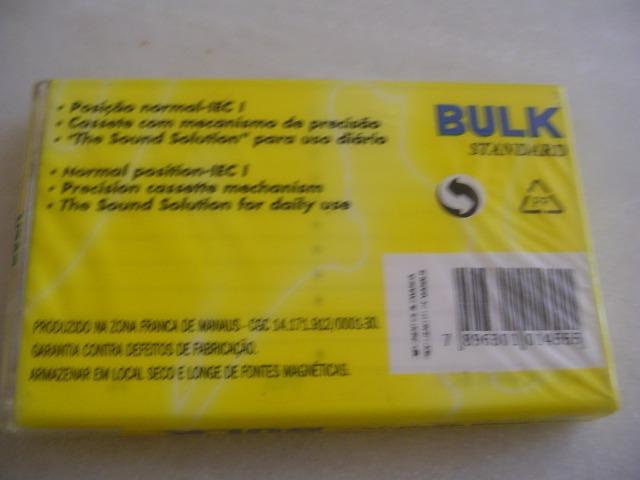 • Posição normal-IEC I
• Cassete com mecanismo de precisão
• "The Sound Solution" para uso diário
• Normal position-IEC I
• Precision cassette mechanism
• The Sound Solution for daily use
BULK
STANDARD
PP
PRODUZIDO NA ZONA FRANCA DE MANAUS - CGC 14.171.912/0001-30.
GARANTIA CONTRA DEFEITOS DE FABRICAÇÃO.
ARMAZENAR EM LOCAL SECO E LONGE DE FONTES MAGNÉTICAS.